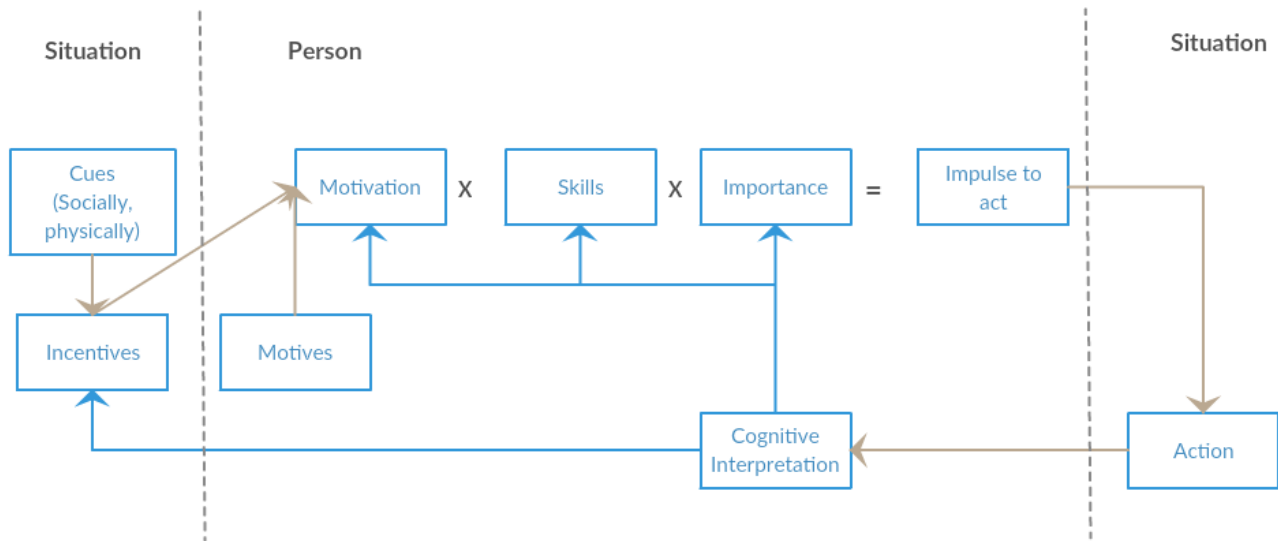 Situation
Person
Situation
Cues
(Socially,
physically)
Motivation
X
Skills
X
Importance
=
Impulse to
act
Incentives
Motives
Cognitive
Interpretation
Action